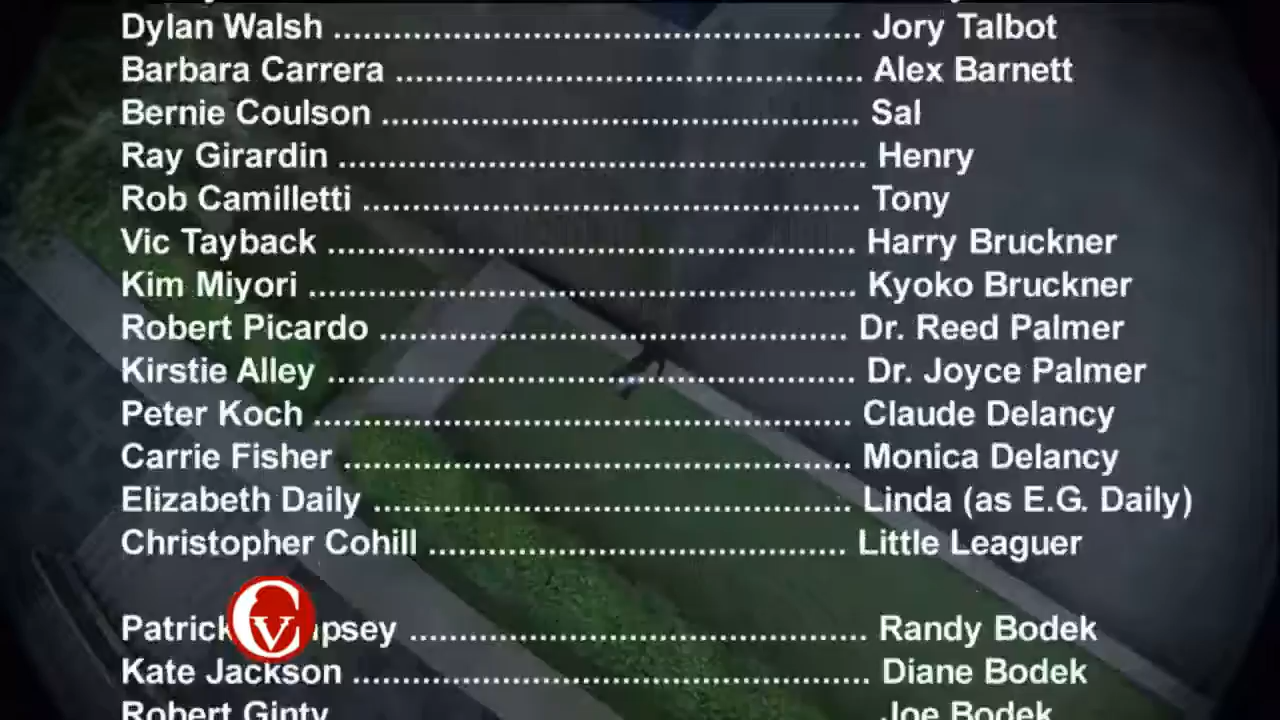 Dylan Walsh ..................................................... Jory Talbot
Barbara Carrera ............................................... Alex Barnett
Bernie Coulson ................................................ Sal
Ray Girardin ..................................................... Henry
Rob Camilletti .................................................. Tony
Vic Tayback ..................................................... Harry Bruckner
Kim Miyori ....................................................... Kyoko Bruckner
Robert Picardo ............................................... Dr. Reed Palmer
Kirstie Alley ..................................................... Dr. Joyce Palmer
Peter Koch ...................................................... Claude Delancy
Carrie Fisher ................................................... Monica Delancy
Elizabeth Daily ................................................ Linda (as E.G. Daily)
Christopher Cohill .......................................... Little Leaguer
Patrick psey .............................................. Randy Bodek
Kate Jackson .................................................... Diane Bodek
Robert Ginty Joe Bodek